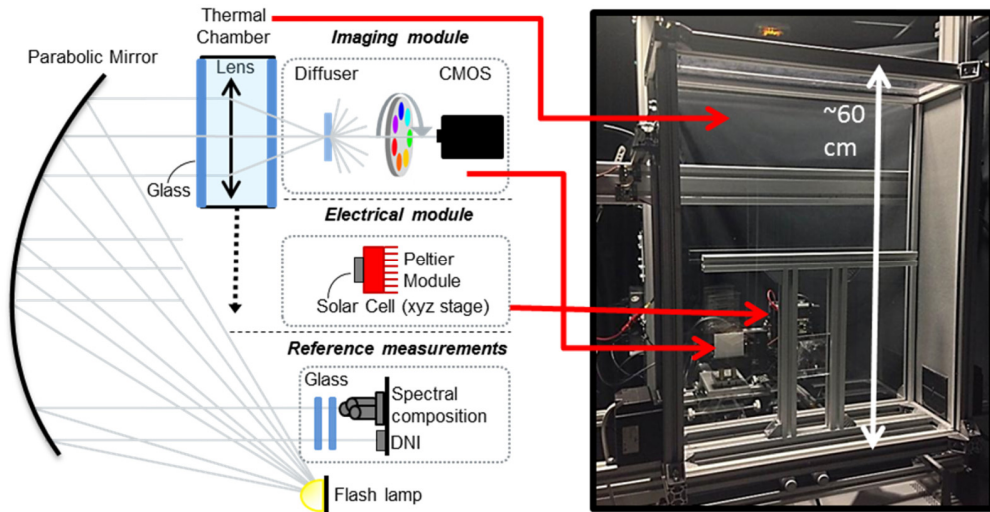 Thermal
Chamber
Imaging module
Parabolic Mirror
Lens
Diffuser
CMOS
~60
cm
Glass
Electrical module
Peltier
Module
Solar Cell (xyz stage)
Reference measurements
Glass
Spectral
composition
DNI
Flash lamp